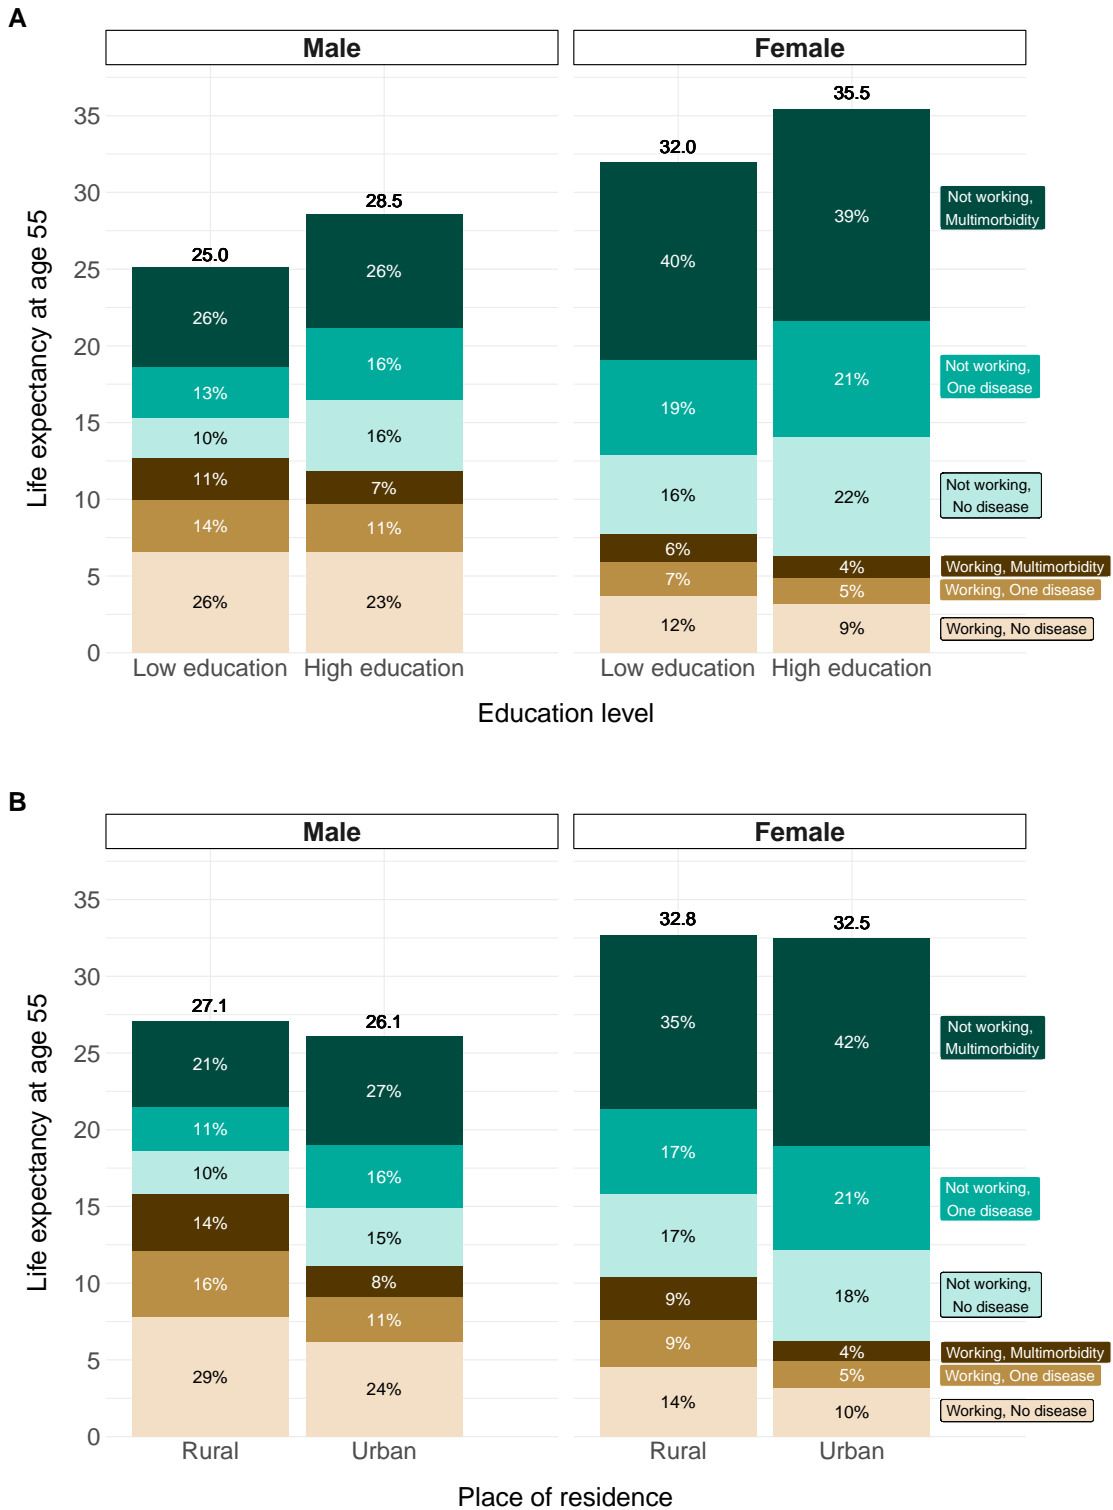 A
Male
Female
35.5
35
32.0
Not working,
Multimorbidity
30
28.5
39%
25.0
26%
40%
25
26%
20
Not working,
One disease
16%
21%
13%
19%
15
10%
16%
16%
22%
Not working,
No disease
10
11%
7%
14%
11%
6%
4%
Working, Multimorbidity
5
7%
5%
Working, One disease
26%
23%
12%
9%
Working, No disease
0
Low education
High education
Low education
High education
Life expectancy at age 55
Education level
B
Male
Female
35
32.8
32.5
30
27.1
26.1
35%
42%
Not working,
Multimorbidity
25
21%
27%
20
11%
16%
17%
21%
Not working,
One disease
15
10%
15%
17%
18%
Not working,
No disease
14%
10
16%
8%
9%
11%
9%
4%
Working, Multimorbidity
5
5%
Working, One disease
29%
24%
14%
10%
Working, No disease
0
Rural
Urban
Rural
Urban
Life expectancy at age 55
Place of residence